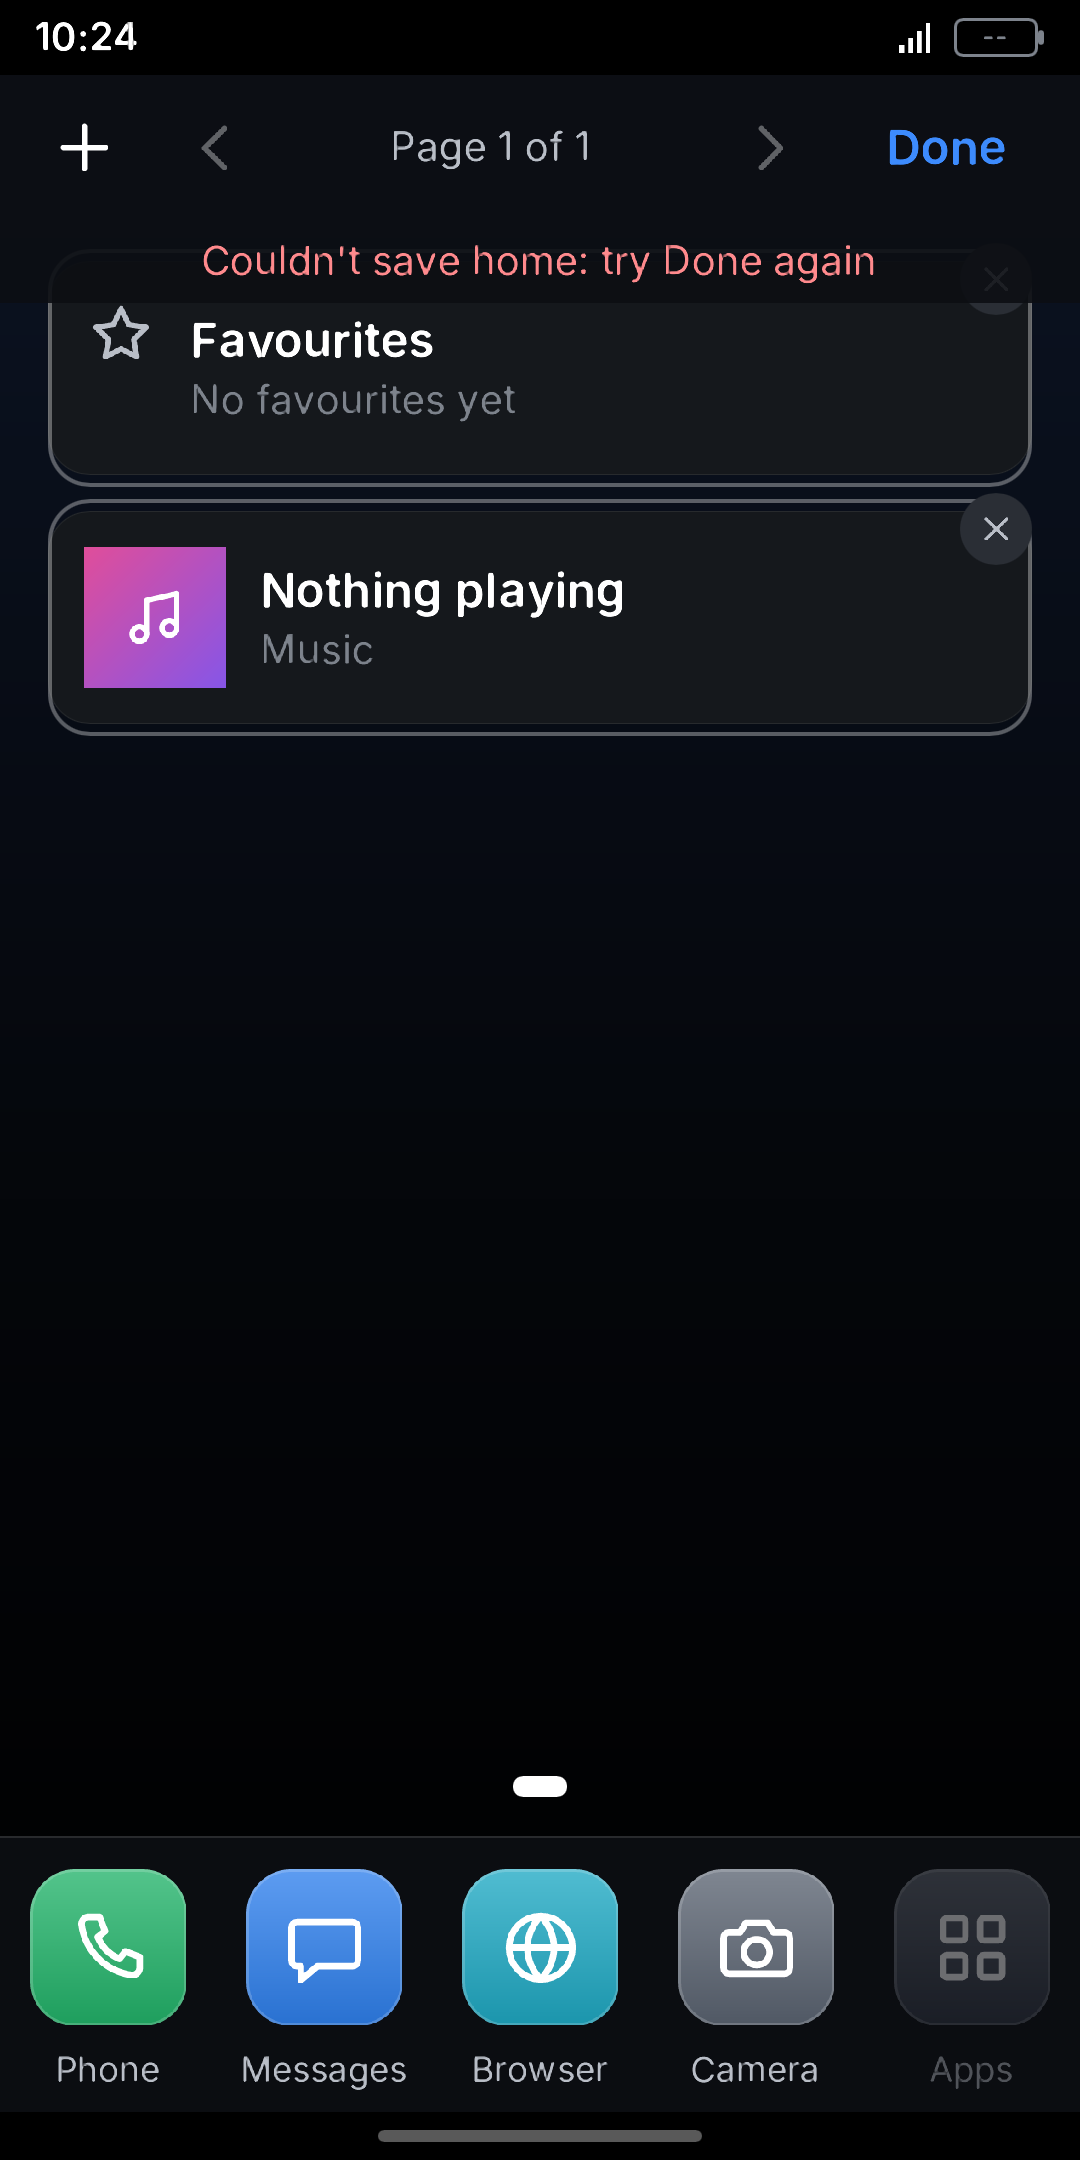 10:24
--
Page 1 of 1
Done
Couldn't save home: try Done again
Favourites
No favourites yet
Nothing playing
Music
Phone
Messages
Browser
Camera
Apps